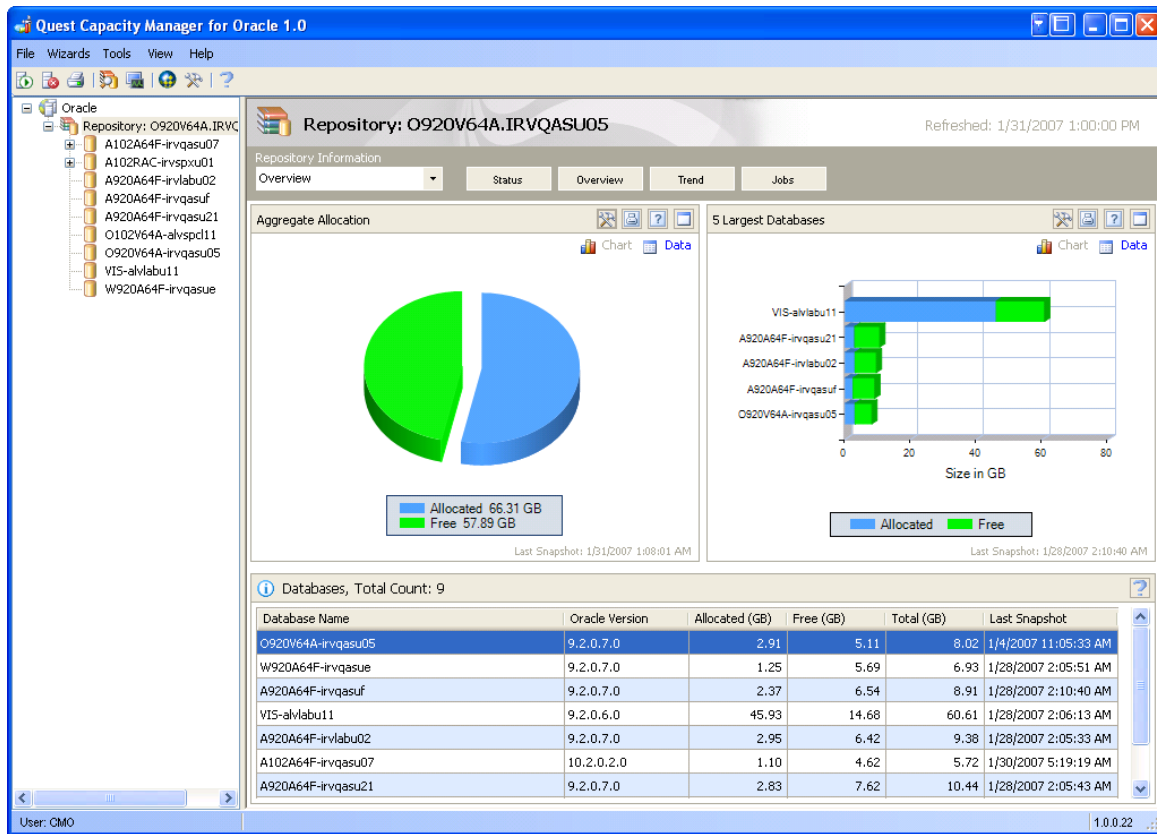 Quest Capacity Manager for Oracle 1.0
File Wizards Tools View Help
Oracle
Repository: O920V64A.IRVQ
A102A64F-irvqasu07
A102RAC-irvspxu01
A920A64F-irvlabu02
A920A64F-irvqasuf
A920A64F-irvqasu21
O102V64A-alvspcl11
O920V64A-irvqasu05
VIS-alvlabu11
W920A64F-irvqasue
Repository: O920V64A.IRVQASU05
Refreshed: 1/31/2007 1:00:00 PM
Repository Information
Overview Status Overview Trend Jobs
Aggregate Allocation
Chart Data
Allocated 66.31 GB
Free 57.89 GB
Last Snapshot: 1/31/2007 1:08:01 AM
5 Largest Databases
Chart Data
VIS-alvlabu11
A920A64F-irvqasu21
A920A64F-irvlabu02
A920A64F-irvqasuf
O920V64A-irvqasu05
0 20 40 60 80
Size in GB
Allocated Free
Last Snapshot: 1/28/2007 2:10:40 AM
Databases, Total Count: 9
Database Name Oracle Version Allocated (GB) Free (GB) Total (GB) Last Snapshot
O920V64A-irvqasu05 9.2.0.7.0 2.91 5.11 8.02 1/4/2007 11:05:33 AM
W920A64F-irvqasue 9.2.0.7.0 1.25 5.69 6.93 1/28/2007 2:05:51 AM
A920A64F-irvqasuf 9.2.0.7.0 2.37 6.54 8.91 1/28/2007 2:10:40 AM
VIS-alvlabu11 9.2.0.6.0 45.93 14.68 60.61 1/28/2007 2:06:13 AM
A920A64F-irvlabu02 9.2.0.7.0 2.95 6.42 9.38 1/28/2007 2:05:33 AM
A102A64F-irvqasu07 10.2.0.2.0 1.10 4.62 5.72 1/30/2007 5:19:19 AM
A920A64F-irvqasu21 9.2.0.7.0 2.83 7.62 10.44 1/28/2007 2:05:43 AM
User: CMO
1.0.0.22